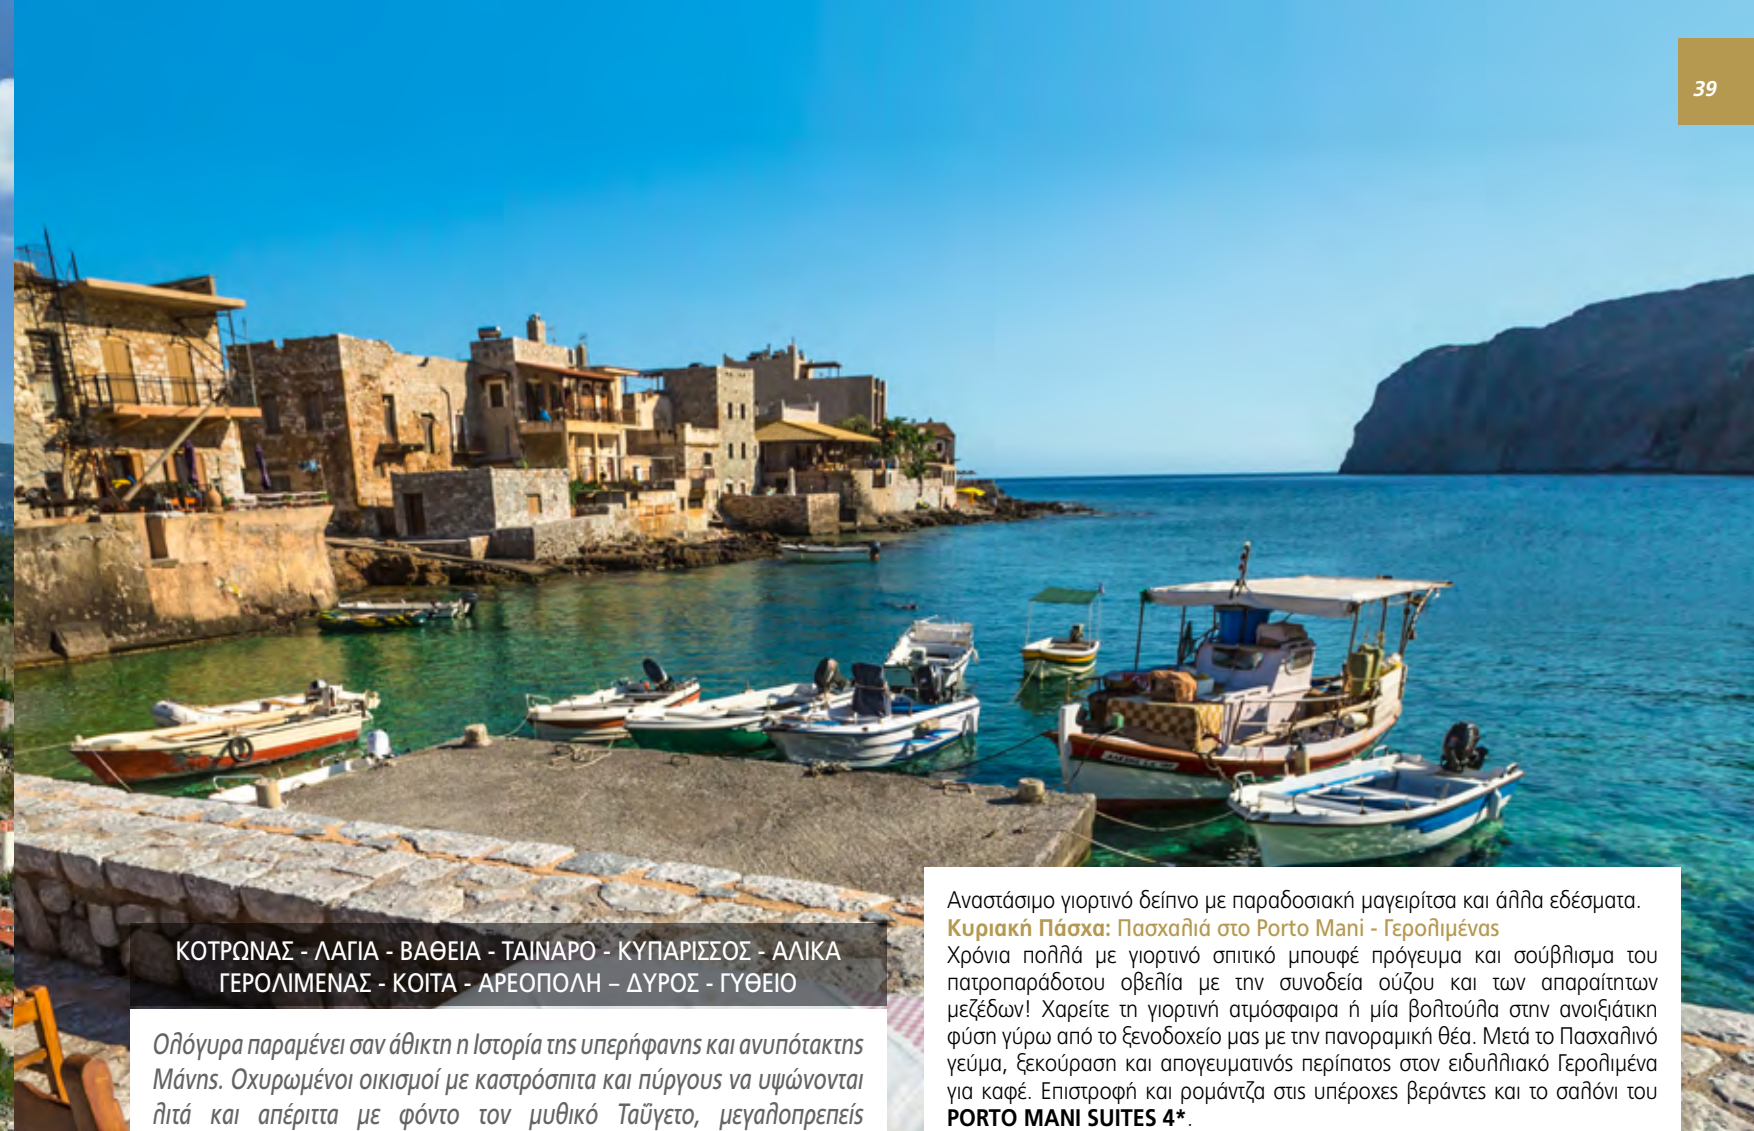 39
ΚΟΤΡΩΝΑΣ - ΛΑΓΙΑ - ΒΑΘΕΙΑ - ΤΑΙΝΑΡΟ - ΚΥΠΑΡΙΣΣΟΣ - ΑΛΙΚΑ
ΓΕΡΟΛΙΜΕΝΑΣ - ΚΟΙΤΑ - ΑΡΕΟΠΟΛΗ – ΔΥΡΟΣ - ΓΥΘΕΙΟ
Ολόγυρα παραμένει σαν άθικτη η Ιστορία της υπερήφανης και ανυπότακτης
Μάνης. Οχυρωμένοι οικισμοί με καστρόσπιτα και πύργους να υψώνονται
λιτά και απέριττα με φόντο τον μυθικό Ταΰγετο, μεγαλοπρεπείς
Αναστάσιμο γιορτινό δείπνο με παραδοσιακή μαγειρίτσα και άλλα εδέσματα.
Κυριακή Πάσχα: Πασχαλιά στο Porto Mani - Γερολιμένας
Χρόνια πολλά με γιορτινό σπιτικό μπουφέ πρόγευμα και σούβλισμα του
πατροπαράδοτου οβελία με την συνοδεία ούζου και των απαραίτητων
μεζέδων! Χαρείτε τη γιορτινή ατμόσφαιρα ή μία βολτούλα στην ανοιξιάτικη
φύση γύρω από το ξενοδοχείο μας με την πανοραμική θέα. Μετά το Πασχαλινό
γεύμα, ξεκούραση και απογευματινός περίπατος στον ειδυλλιακό Γερολιμένα
για καφέ. Επιστροφή και ρομάντζα στις υπέροχες βεράντες και το σαλόνι του
PORTO MANI SUITES 4*.